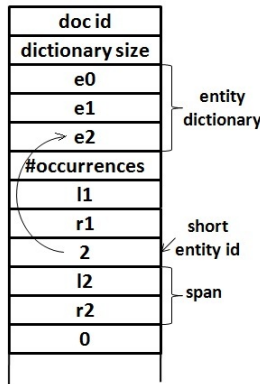 doc id
dictionary size
e0
e1
e2
entity
dictionary
#occurrences
l1
r1
2
short
entity id
l2
r2
span
0